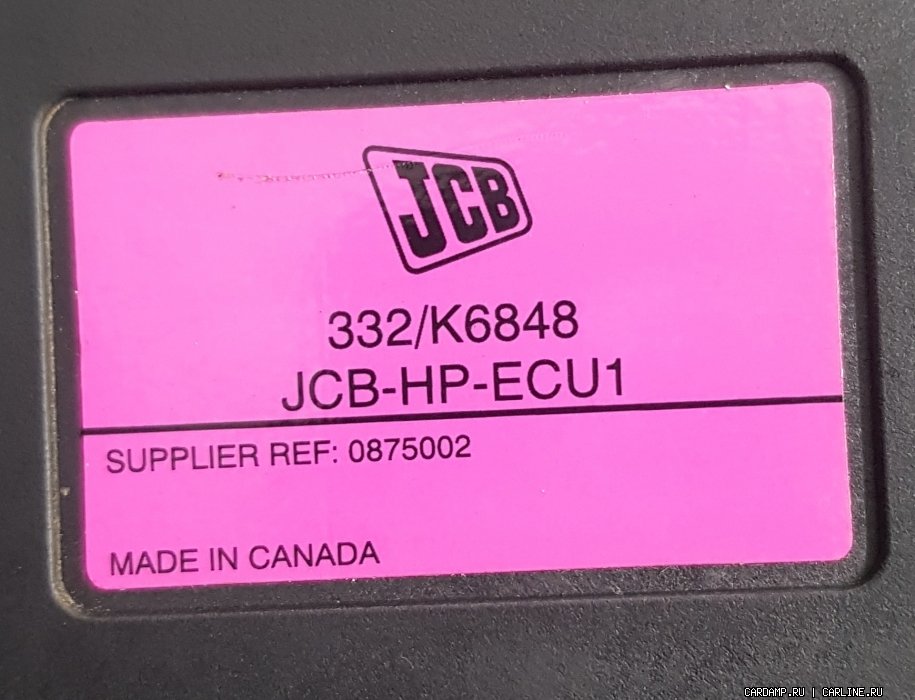 JCB
332/K6848
JCB-HP-ECU1
SUPPLIER REF: 0875002
MADE IN CANADA
CARDAMP.RU | CARLINE.RU